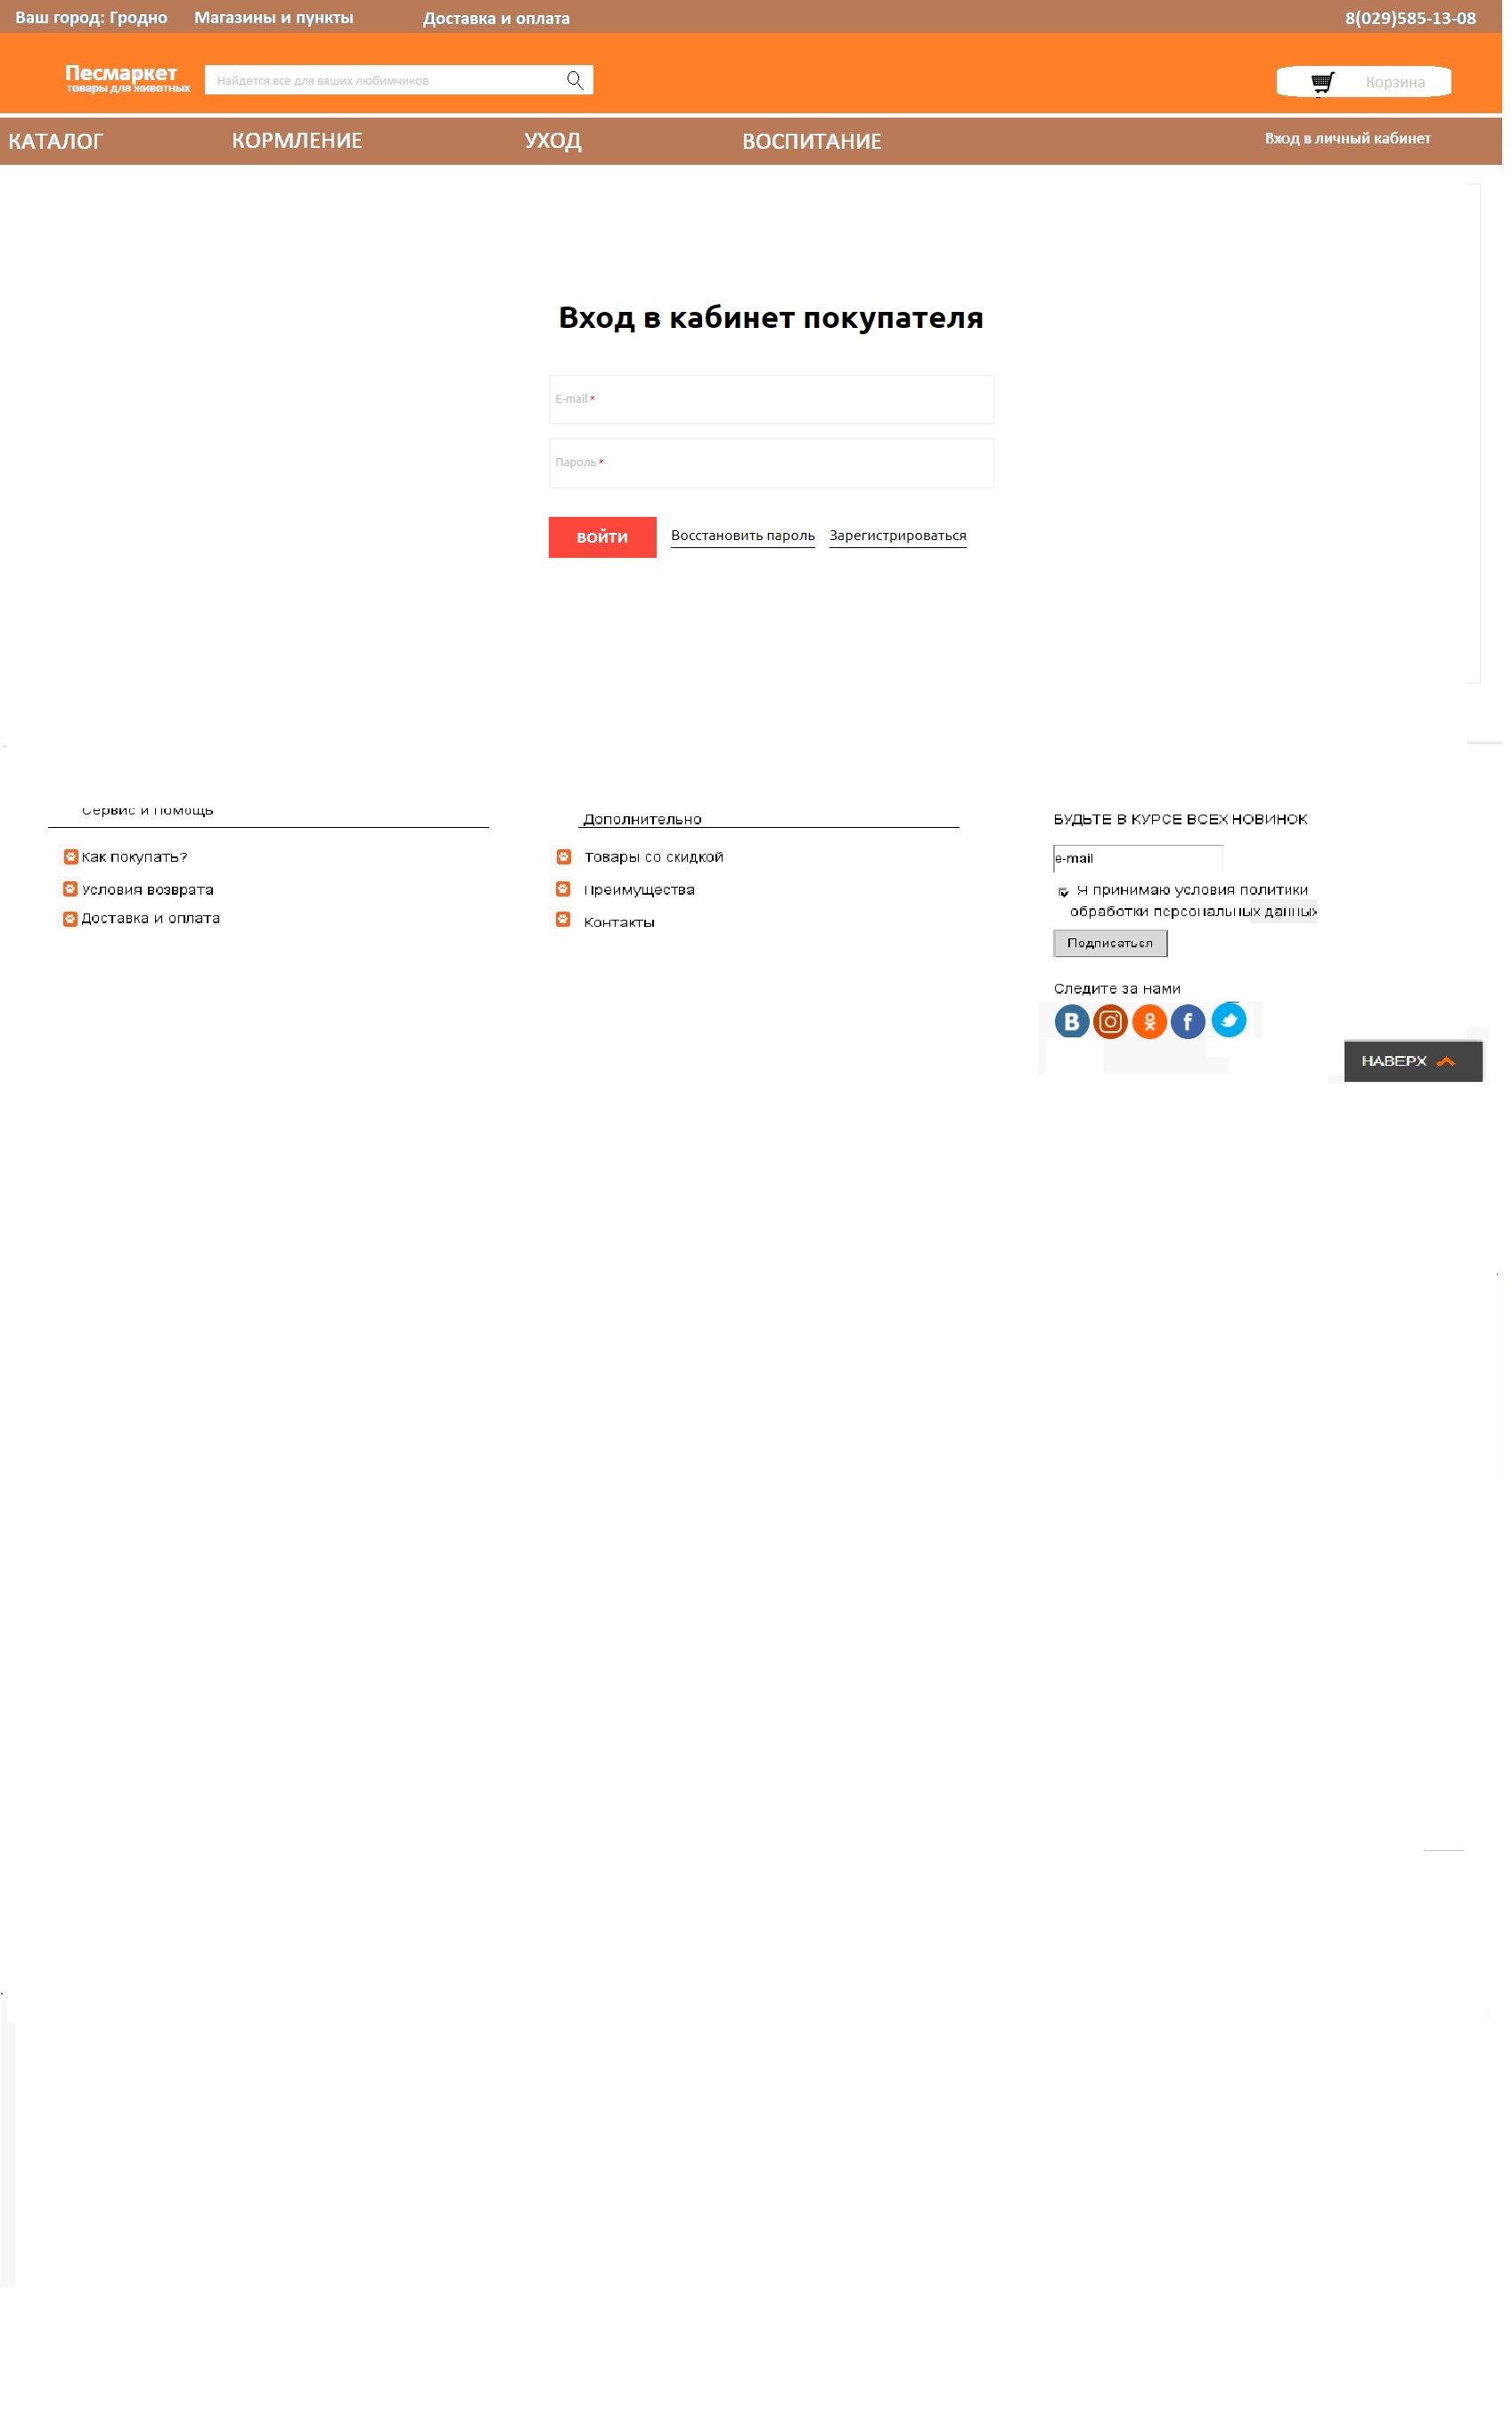 Ваш город: Гродно
Магазины и пункты
Доставка и оплата
8(029)585-13-08
Песмаркет
товары для животных
Найдется все для ваших любимчиков
Корзина
КАТАЛОГ
КОРМЛЕНИЕ
УХОД
ВОСПИТАНИЕ
Вход в личный кабинет
Вход в кабинет покупателя
E-mail *
Пароль *
ВОЙТИ
Восстановить пароль
Зарегистрироваться
Сервис и помощь
Как покупать?
Условия возврата
Доставка и оплата
Дополнительно
Товары со скидкой
Преимущества
Контакты
БУДЬТЕ В КУРСЕ ВСЕХ НОВИНОК
e-mail
Я принимаю условия политики
обработки персональных данных
Подписаться
Следите за нами
НАВЕРХ